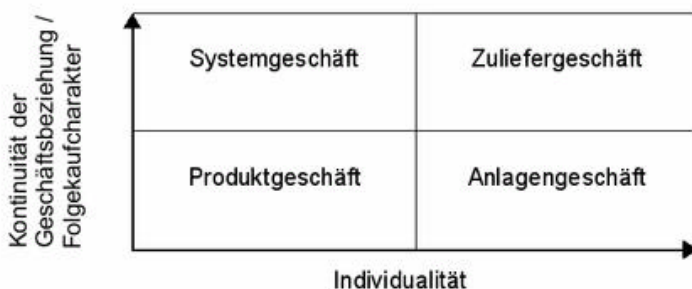 Kontinuität der
Geschäftsbeziehung /
Folgekaufcharakter
Systemgeschäft
Zuliefergeschäft
Produktgeschäft
Anlagengeschäft
Individualität